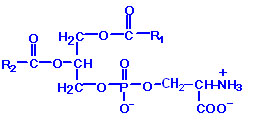 O O
H₂C—O—C—R₁
R₂—C—O—CH O +
H₂C—O—P—O—CH₂—CH—NH₃
O⁻ COO⁻